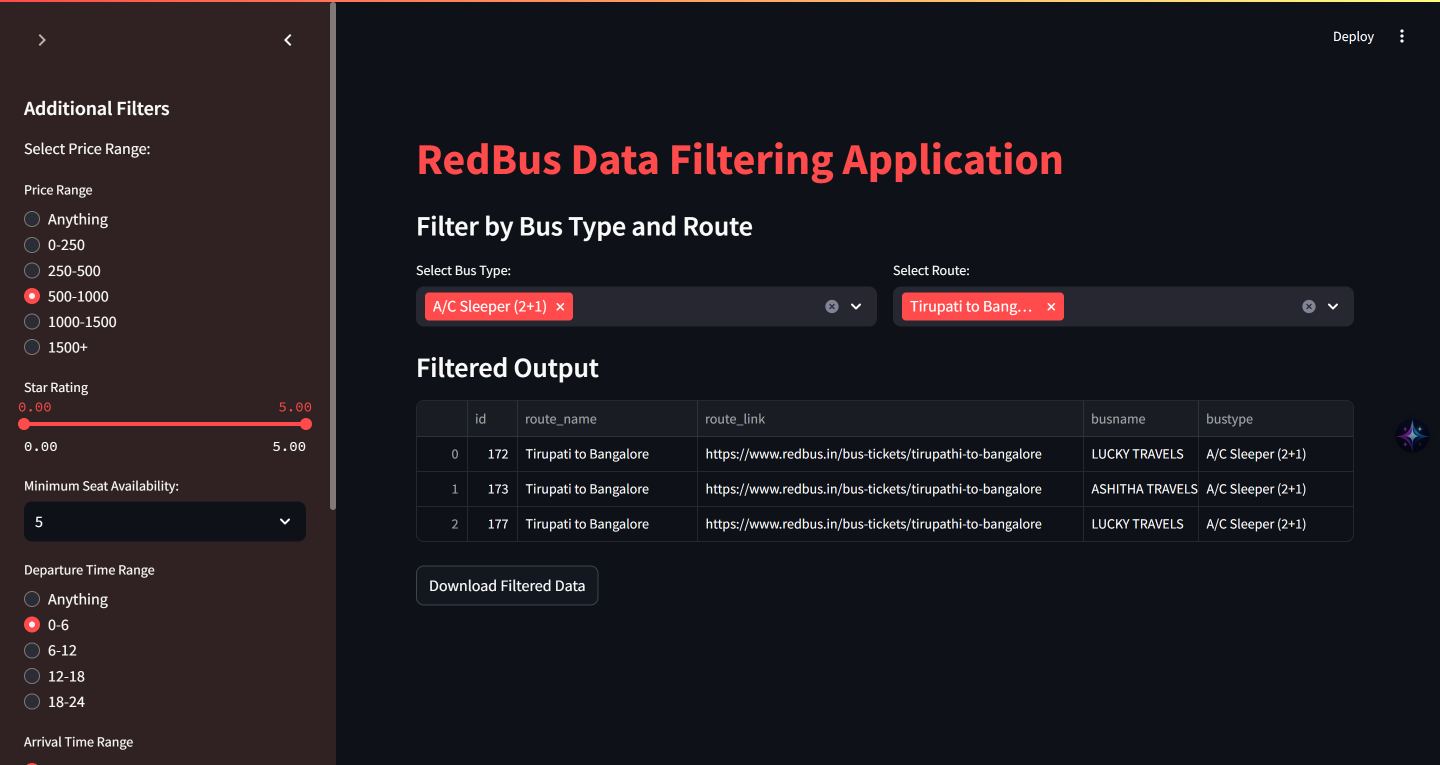 Deploy
Additional Filters
Select Price Range:
Price Range
Anything
0-250
250-500
500-1000
1000-1500
1500+
Star Rating
0.00 5.00
0.00 5.00
Minimum Seat Availability:
5
Departure Time Range
Anything
0-6
6-12
12-18
18-24
Arrival Time Range
RedBus Data Filtering Application
Filter by Bus Type and Route
Select Bus Type: Select Route:
A/C Sleeper (2+1) Tirupati to Bang...
Filtered Output
id route_name route_link busname bustype
0 172 Tirupati to Bangalore https://www.redbus.in/bus-tickets/tirupathi-to-bangalore LUCKY TRAVELS A/C Sleeper (2+1)
1 173 Tirupati to Bangalore https://www.redbus.in/bus-tickets/tirupathi-to-bangalore ASHITHA TRAVELS A/C Sleeper (2+1)
2 177 Tirupati to Bangalore https://www.redbus.in/bus-tickets/tirupathi-to-bangalore LUCKY TRAVELS A/C Sleeper (2+1)
Download Filtered Data